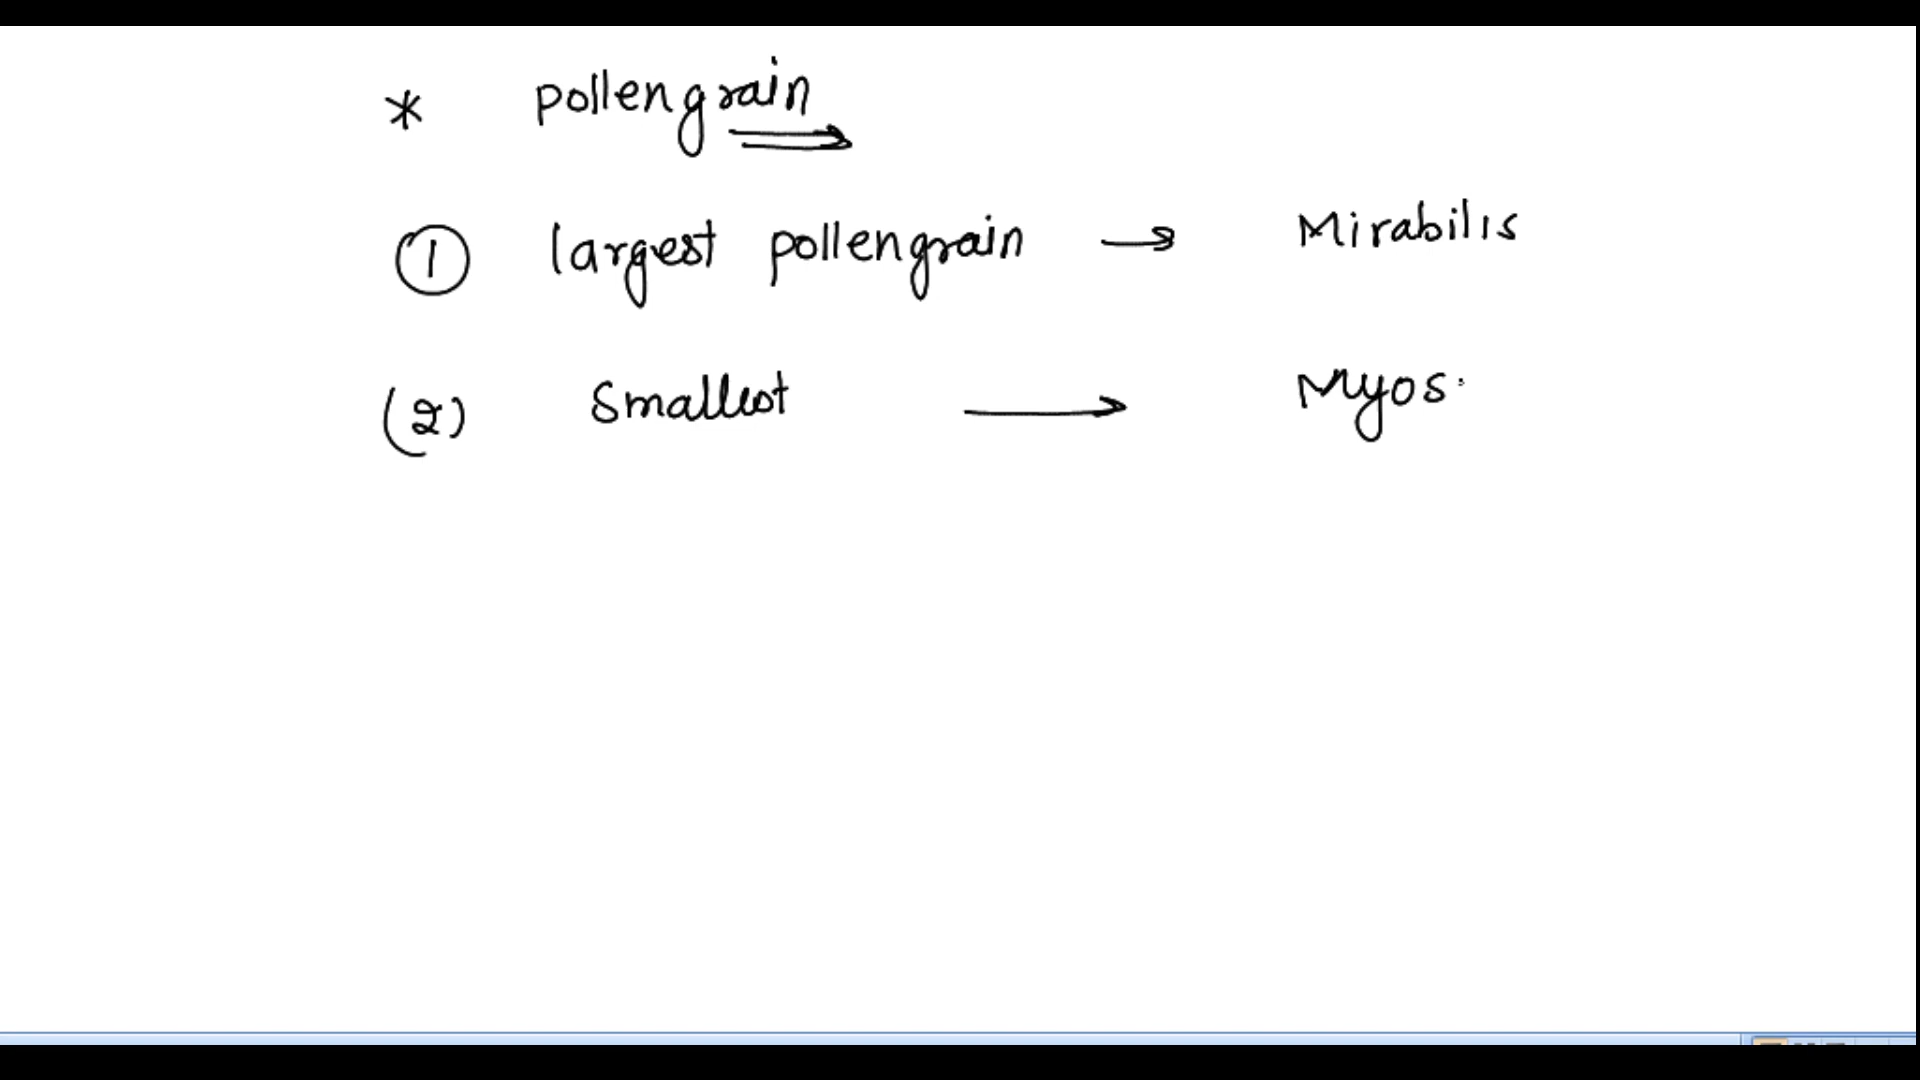 * pollengrain
① largest pollengrain → Mirabilis
(2) Smallest → Myos